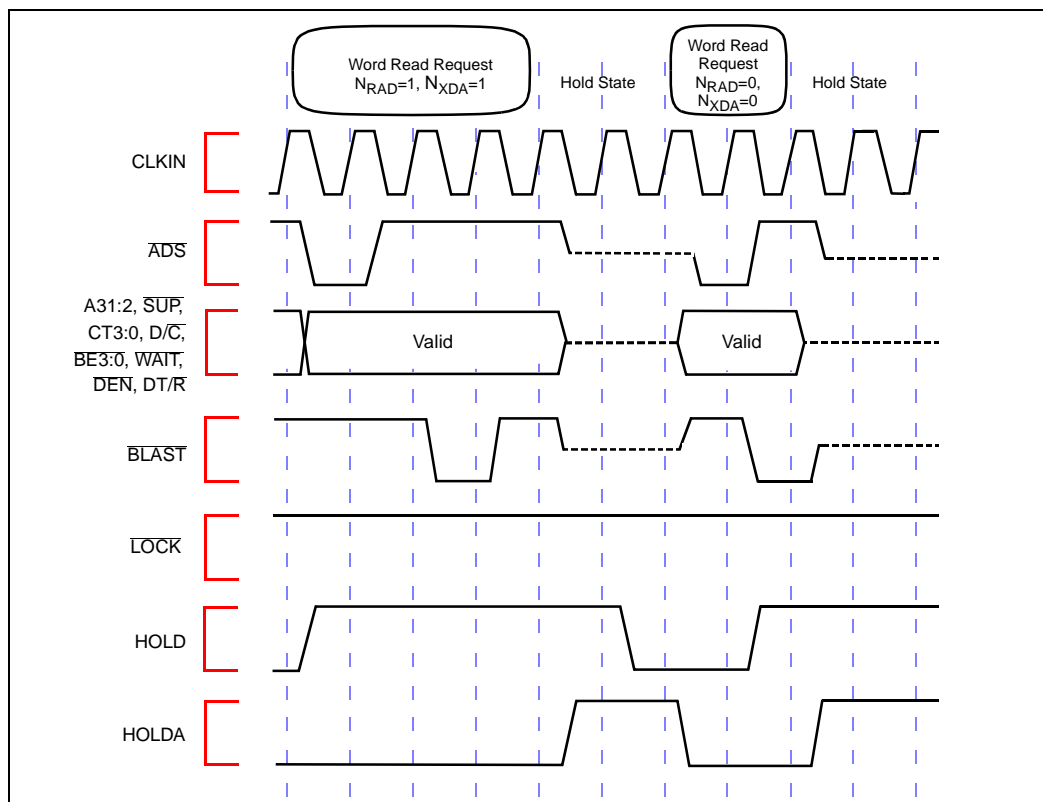 Word Read Request
NRAD=1, NXDA=1
Hold State
Word Read
Request
NRAD=0,
NXDA=0
Hold State
CLKIN
ADS
A31:2, SUP,
CT3:0, D/C,
BE3:0, WAIT,
DEN, DT/R
Valid
Valid
BLAST
LOCK
HOLD
HOLDA